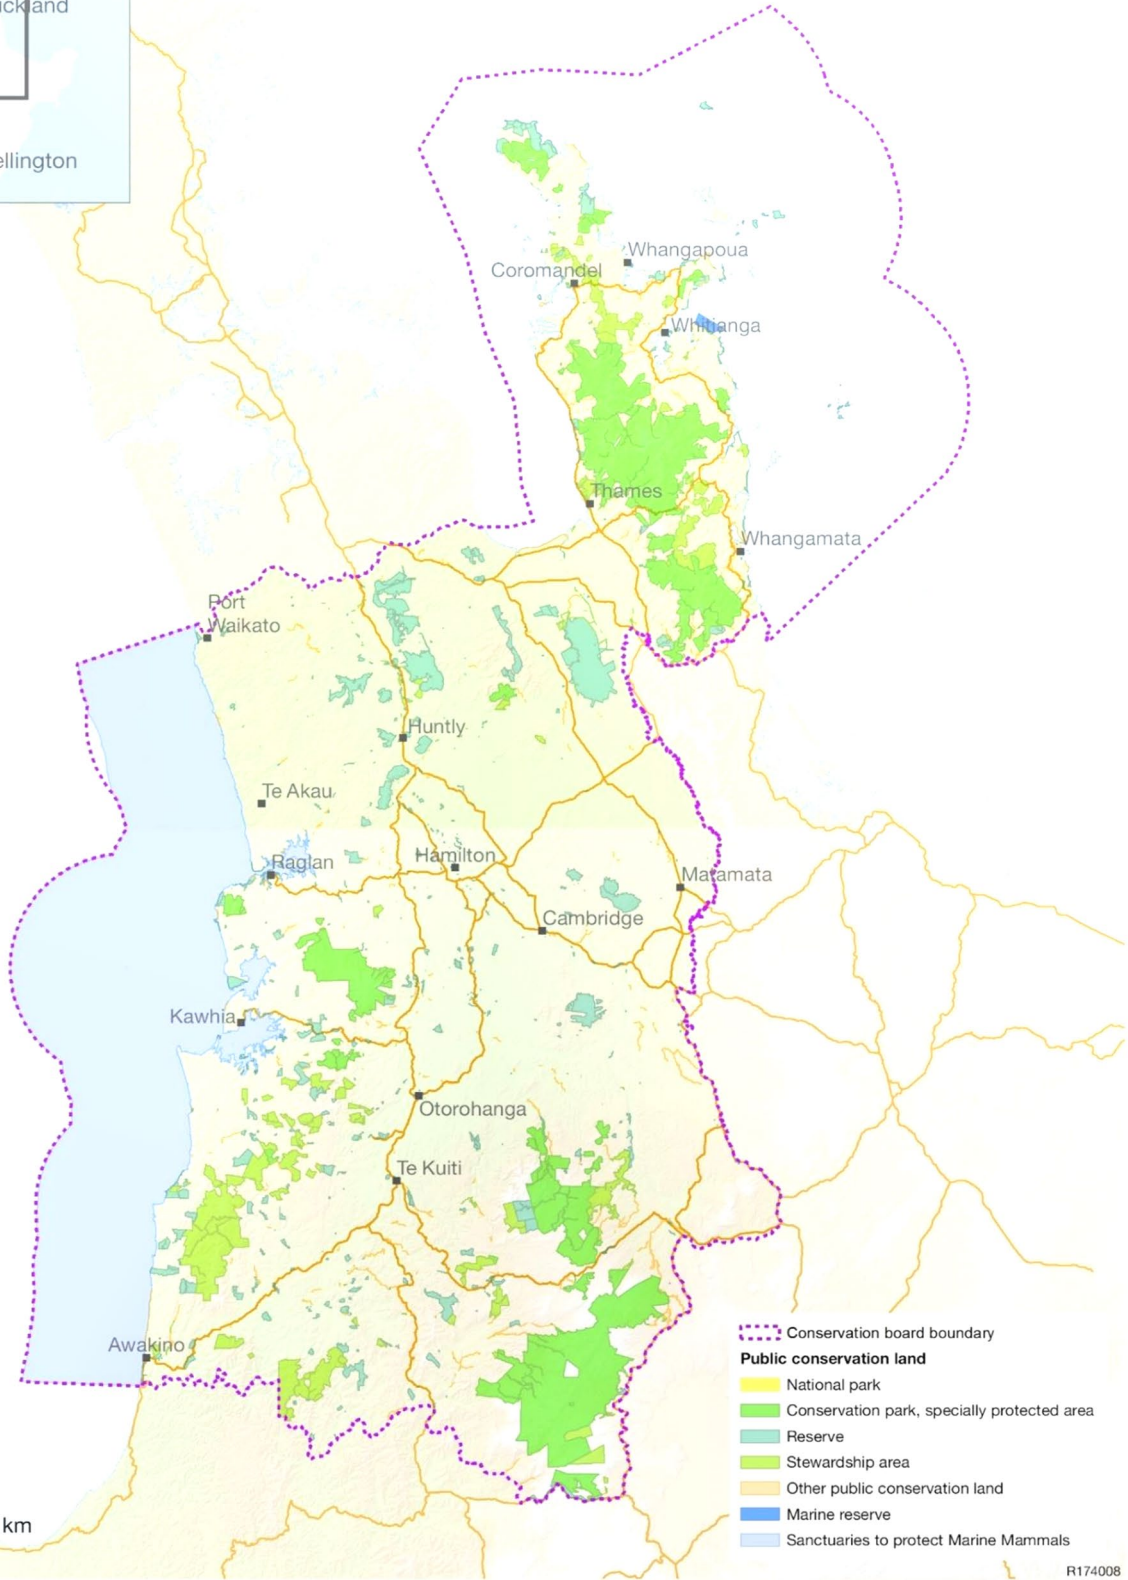 Whangapoua
Coromandel
Whitianga
Thames
Whangamata
Port
Waikato
Huntly
Te Akau
Raglan
Hamilton
Matamata
Cambridge
Kawhia
Otorohanga
Te Kuiti
Awakino
Conservation board boundary
Public conservation land
National park
Conservation park, specially protected area
Reserve
Stewardship area
Other public conservation land
Marine reserve
Sanctuaries to protect Marine Mammals
km
R174008